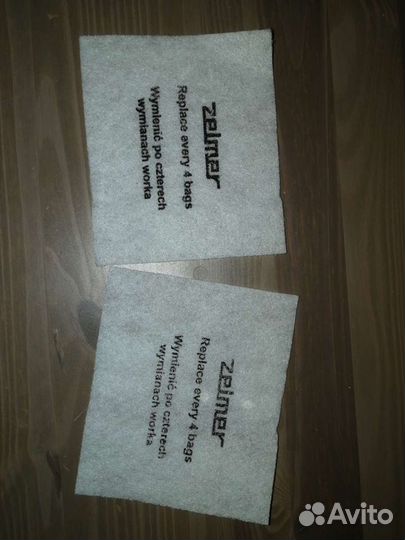 zelmer
Replace every 4 bags
Wymienić po czterech
wymianach worka
zelmer
Replace every 4 bags
Wymienić po czterech
wymianach worka
Avito